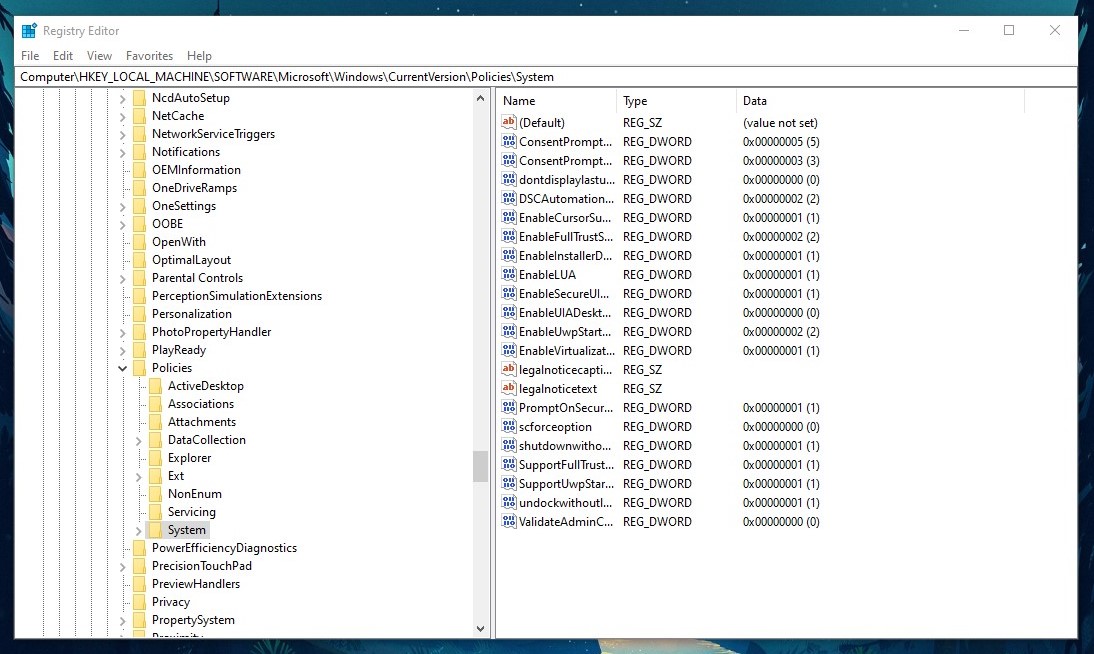 Registry Editor
File Edit View Favorites Help
Computer\HKEY_LOCAL_MACHINE\SOFTWARE\Microsoft\Windows\CurrentVersion\Policies\System
NcdAutoSetup
NetCache
NetworkServiceTriggers
Notifications
OEMInformation
OneDriveRamps
OneSettings
OOBE
OpenWith
OptimalLayout
Parental Controls
PerceptionSimulationExtensions
Personalization
PhotoPropertyHandler
PlayReady
Policies
ActiveDesktop
Associations
Attachments
DataCollection
Explorer
Ext
NonEnum
Servicing
System
PowerEfficiencyDiagnostics
PrecisionTouchPad
PreviewHandlers
Privacy
PropertySystem
Proximity
Name Type Data
(Default) REG_SZ (value not set)
ConsentPrompt... REG_DWORD 0x00000005 (5)
ConsentPrompt... REG_DWORD 0x00000003 (3)
dontdisplaylastu... REG_DWORD 0x00000000 (0)
DSCAutomation... REG_DWORD 0x00000002 (2)
EnableCursorSu... REG_DWORD 0x00000001 (1)
EnableFullTrustS... REG_DWORD 0x00000002 (2)
EnableInstallerD... REG_DWORD 0x00000001 (1)
EnableLUA REG_DWORD 0x00000001 (1)
EnableSecureUI... REG_DWORD 0x00000001 (1)
EnableUIADeskt... REG_DWORD 0x00000000 (0)
EnableUwpStart... REG_DWORD 0x00000002 (2)
EnableVirtualizat... REG_DWORD 0x00000001 (1)
legalnoticecapti... REG_SZ
legalnoticetext REG_SZ
PromptOnSecur... REG_DWORD 0x00000001 (1)
scforceoption REG_DWORD 0x00000000 (0)
shutdownwitho... REG_DWORD 0x00000001 (1)
SupportFullTrust... REG_DWORD 0x00000001 (1)
SupportUwpStar... REG_DWORD 0x00000001 (1)
undockwithoutl... REG_DWORD 0x00000001 (1)
ValidateAdminC... REG_DWORD 0x00000000 (0)